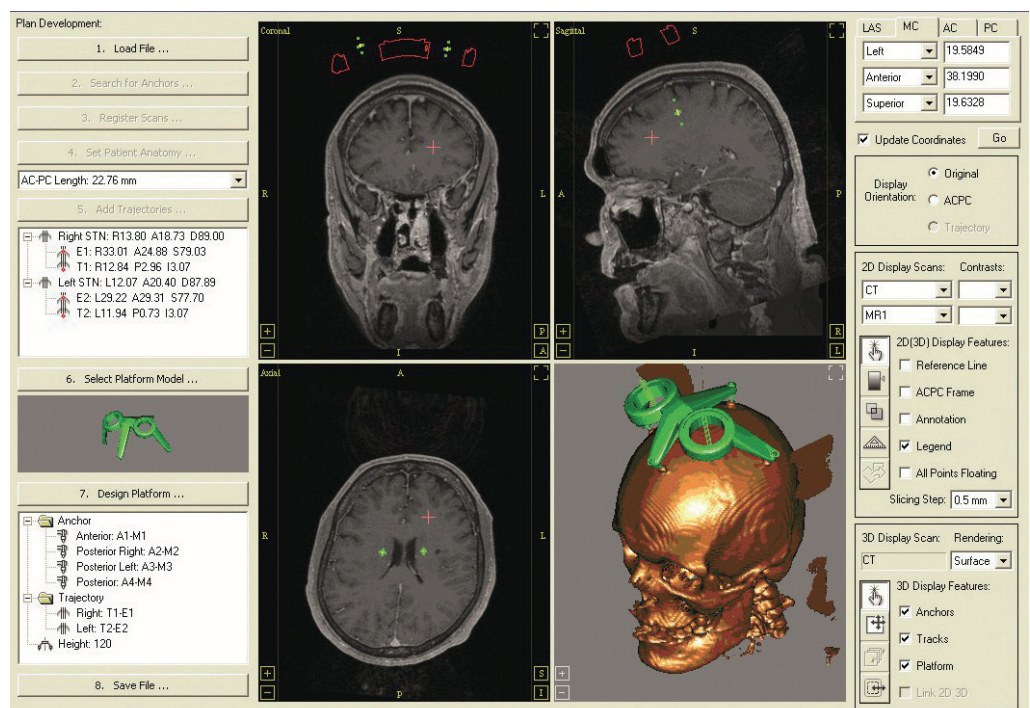 Plan Development:
1. Load File ...
2. Search for Anchors ...
3. Register Scans ...
4. Set Patient Anatomy ...
AC-PC Length: 22.76 mm
5. Add Trajectories ...
Right STN: R13.80 A18.73 D89.00
E1: R33.01 A24.88 S79.03
T1: R12.84 P2.96 I3.07
Left STN: L12.07 A20.40 D87.89
E2: L29.22 A29.31 S77.70
T2: L11.94 P0.73 I3.07
6. Select Platform Model ...
7. Design Platform ...
Anchor
Anterior: A1-M1
Posterior Right: A2-M2
Posterior Left: A3-M3
Posterior: A4-M4
Trajectory
Right: T1-E1
Left: T2-E2
Height: 120
8. Save File ...
Coronal
S
R
L
+
P
-
I
A
Sagittal
S
A
P
+
R
-
I
L
Axial
A
R
L
+
S
-
P
I
+
-
LAS MC AC PC
Left 19.5849
Anterior 38.1990
Superior 19.6328
Update Coordinates Go
Display Orientation:
Original
ACPC
Trajectory
2D Display Scans: Contrasts:
CT
MR1
2D(3D) Display Features:
Reference Line
ACPC Frame
Annotation
Legend
All Points Floating
Slicing Step: 0.5 mm
3D Display Scan: Rendering:
CT Surface
3D Display Features:
Anchors
Tracks
Platform
Link 2D-3D